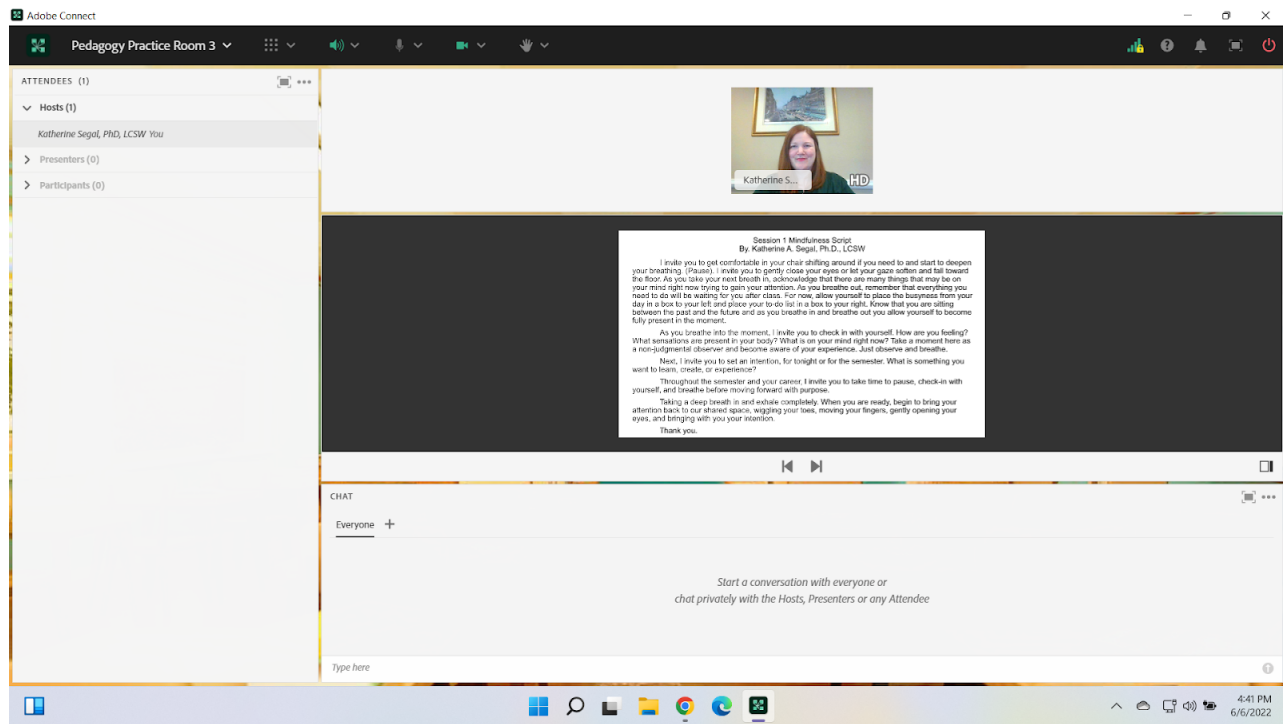 Adobe Connect
Pedagogy Practice Room 3
ATTENDEES (1)
Hosts (1)
Katherine Segal, PhD, LCSW You
Presenters (0)
Participants (0)
Katherine S...
HD
Session 1 Mindfulness Script
By. Katherine A. Segal, Ph.D., LCSW
I invite you to get comfortable in your chair shifting around if you need to and start to deepen
your breathing. (Pause). I invite you to gently close your eyes or let your gaze soften and fall toward
the floor. As you take your next breath in, acknowledge that there are many things that may be on
your mind right now trying to gain your attention. As you breathe out, remember that everything you
need to do will be waiting for you after class. For now, allow yourself to place the busyness from your
day in a box to your left and place your to-do list in a box to your right. Know that you are sitting
between the past and the future and as you breathe in and breathe out you allow yourself to become
fully present in the moment.
As you breathe into the moment, I invite you to check in with yourself. How are you feeling?
What sensations are present in your body? What is on your mind right now? Take a moment here as
a non-judgmental observer and become aware of your experience. Just observe and breathe.
Next, I invite you to set an intention, for tonight or for the semester. What is something you
want to learn, create, or experience?
Throughout the semester and your career, I invite you to take time to pause, check-in with
yourself, and breathe before moving forward with purpose.
Taking a deep breath in and exhale completely. When you are ready, begin to bring your
attention back to our shared space, wiggling your toes, moving your fingers, gently opening your
eyes, and bringing with you your intention.
Thank you.
CHAT
Everyone
Start a conversation with everyone or
chat privately with the Hosts, Presenters or any Attendee
Type here
4:41 PM
6/6/2022